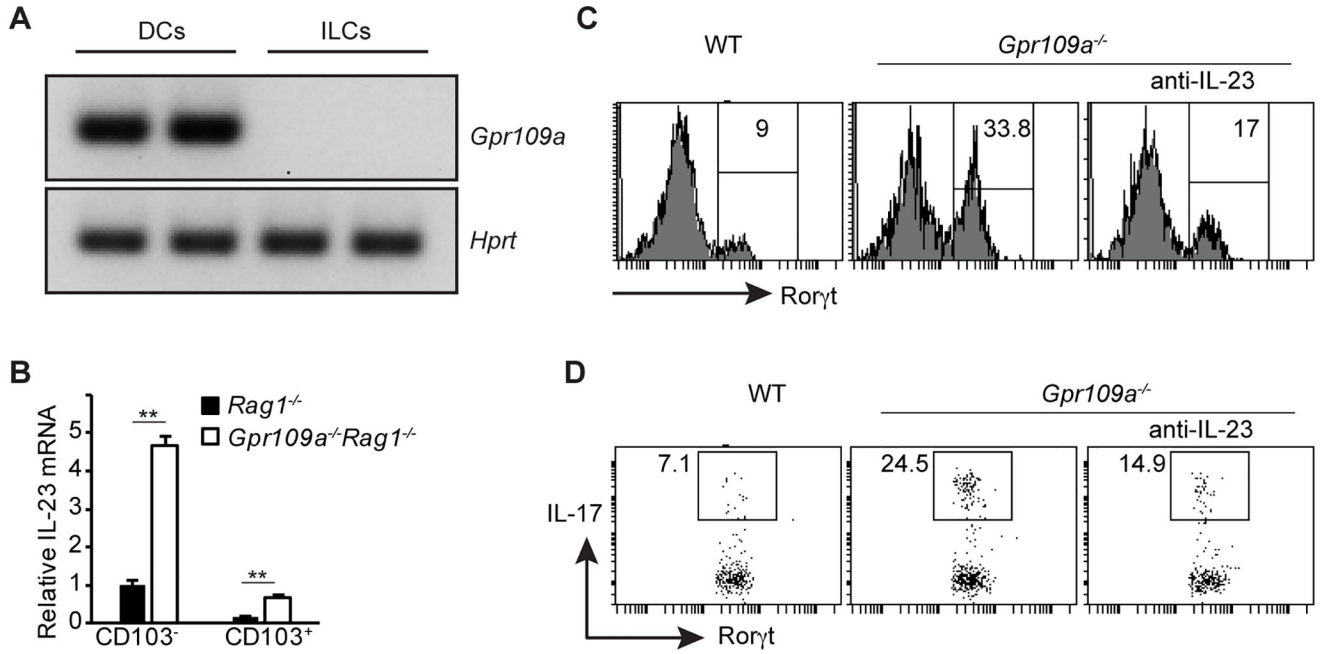 A
DCs ILCs
Gpr109a
Hprt
B
Relative IL-23 mRNA
5
4
3
2
1
0
**
**
Rag1-/-
Gpr109a-/-Rag1-/-
CD103- CD103+
C
WT Gpr109a-/-
anti-IL-23
9 33.8 17
Rorγt
D
WT Gpr109a-/-
anti-IL-23
7.1 24.5 14.9
IL-17
Rorγt